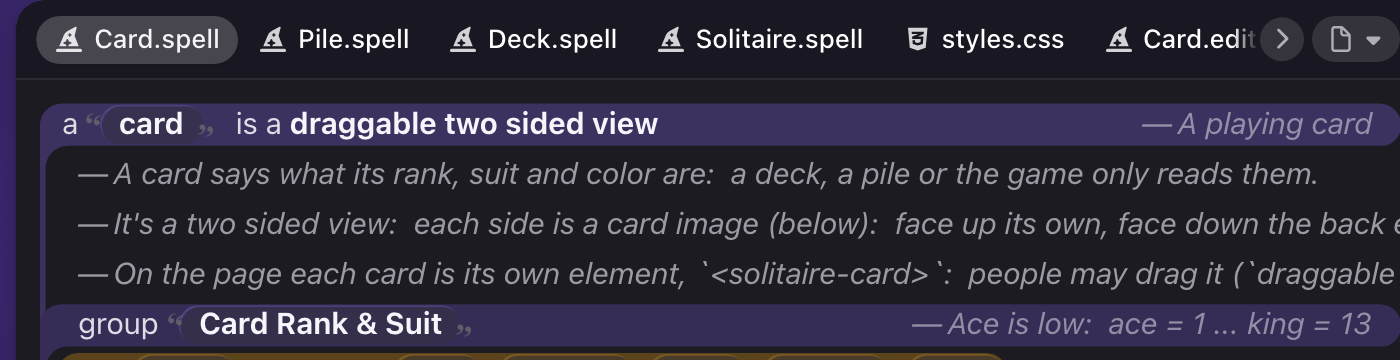 Card.spell Pile.spell Deck.spell Solitaire.spell styles.css Card.edit
a “ card ” is a draggable two sided view — A playing card
— A card says what its rank, suit and color are: a deck, a pile or the game only reads them.
— It's a two sided view: each side is a card image (below): face up its own, face down the back
— On the page each card is its own element, `<solitaire-card>`: people may drag it (`draggable
group “ Card Rank & Suit ” — Ace is low: ace = 1 ... king = 13